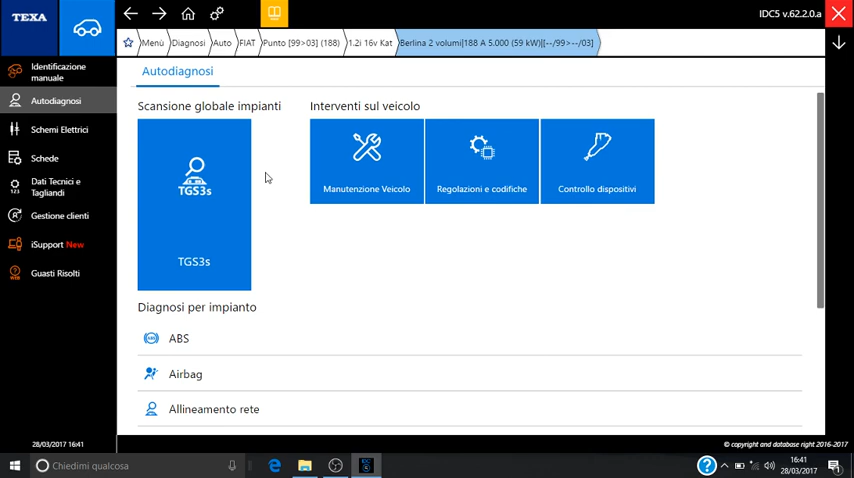 TEXA
IDC5 v.62.2.0.a
Menù Diagnosi Auto FIAT Punto [99>03] (188) 1.2i 16v Kat Berlina 2 volumi|188 A 5.000 (59 kW)|[--/99>--/03]
Identificazione
manuale
Autodiagnosi
Schemi Elettrici
Schede
Dati Tecnici e
Tagliandi
Gestione clienti
iSupport New
Guasti Risolti
28/03/2017 16:41
Autodiagnosi
Scansione globale impianti
TGS3s
TGS3s
Interventi sul veicolo
Manutenzione Veicolo
Regolazioni e codifiche
Controllo dispositivi
Diagnosi per impianto
ABS
Airbag
Allineamento rete
© copyright and database right 2016-2017
Chiedimi qualcosa
16:41
28/03/2017